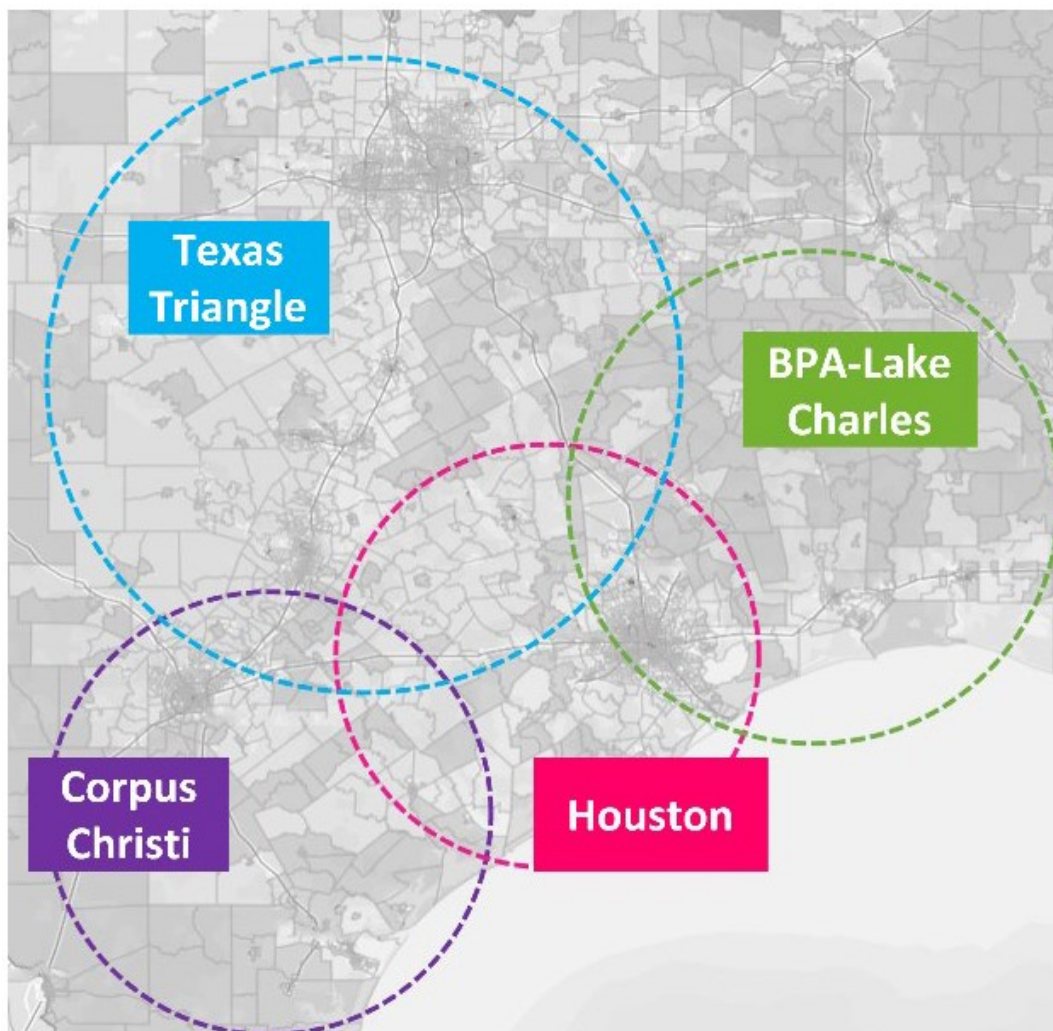 Texas
Triangle
BPA-Lake
Charles
Corpus
Christi
Houston